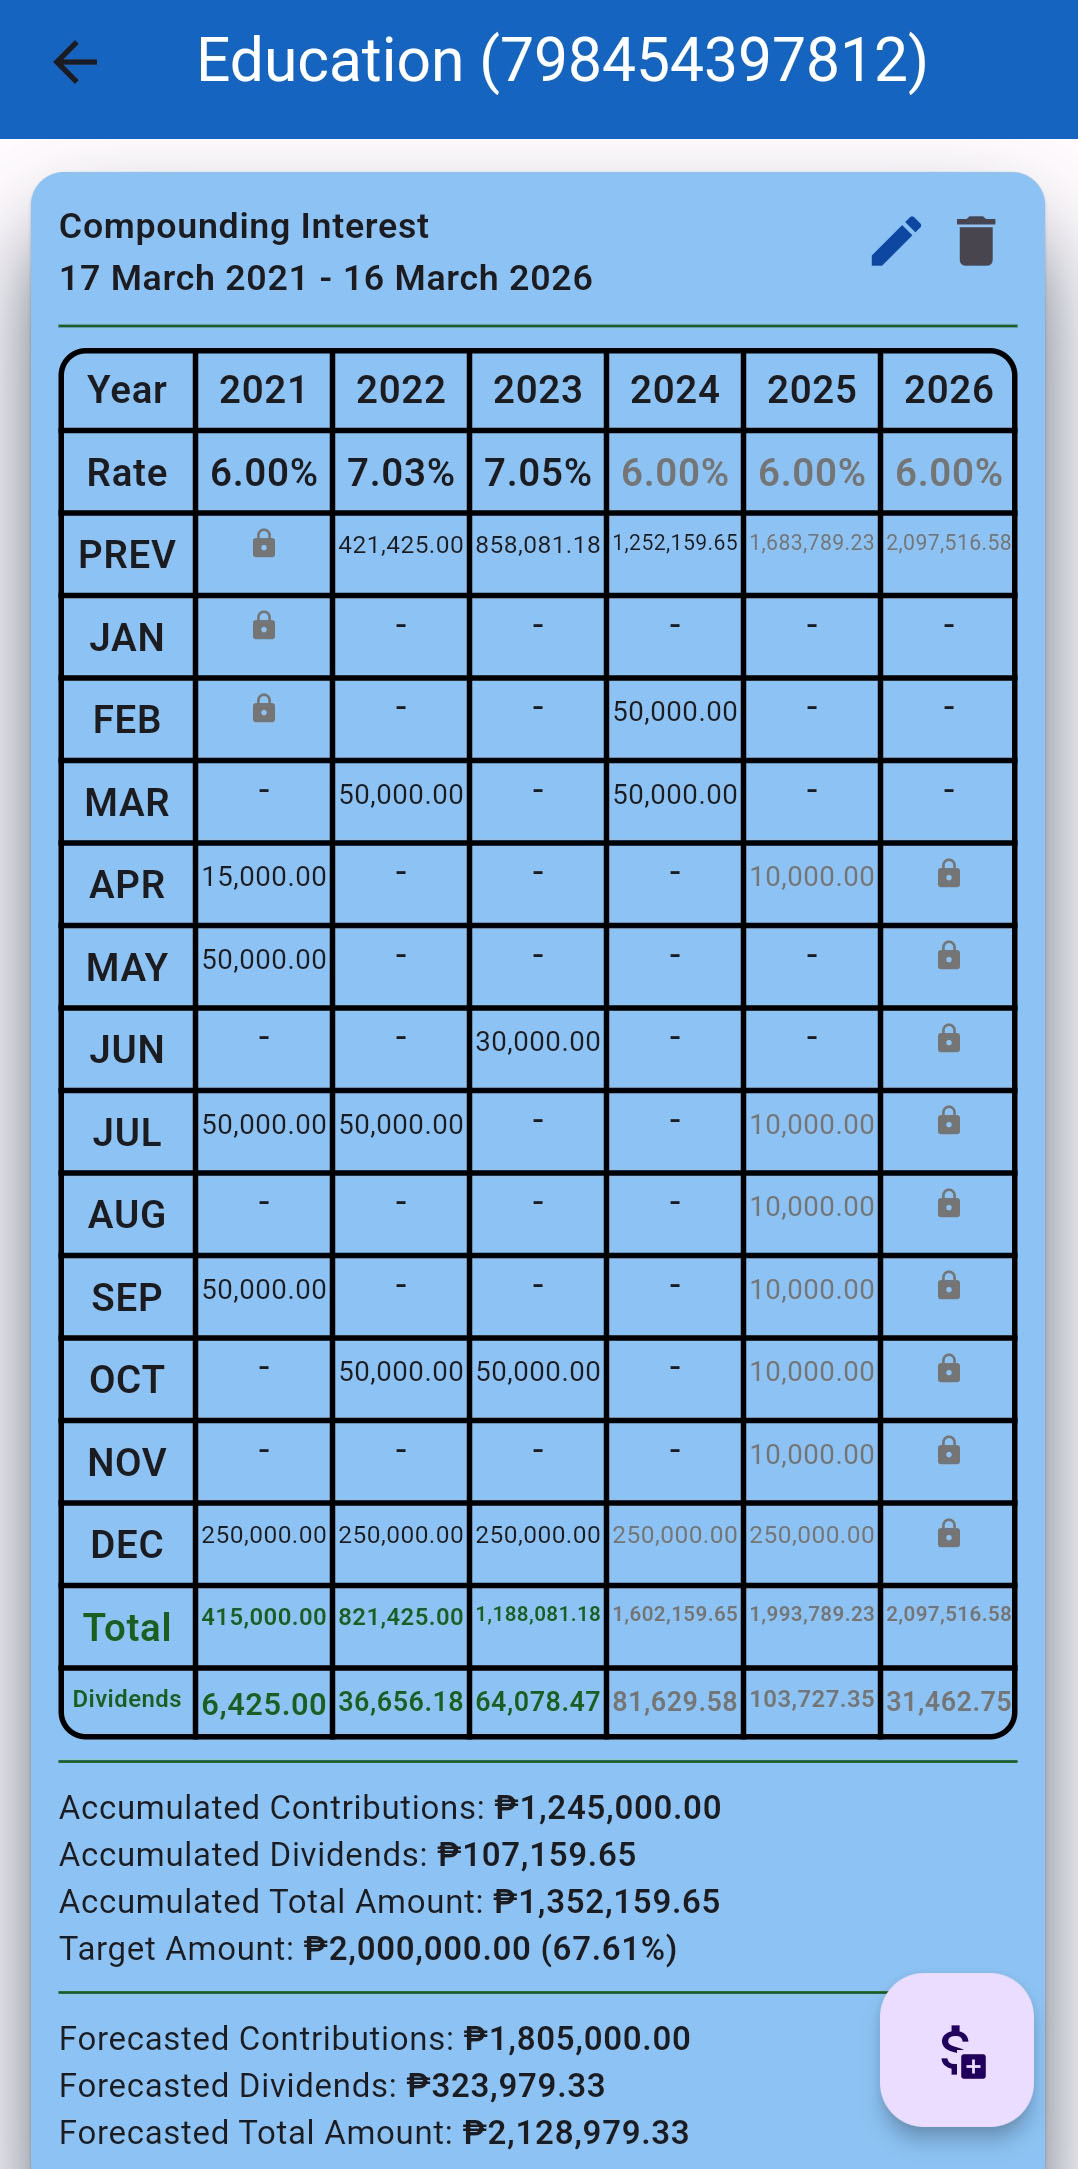 Education (798454397812)
Compounding Interest
17 March 2021 - 16 March 2026
Year 2021 2022 2023 2024 2025 2026
Rate 6.00% 7.03% 7.05% 6.00% 6.00% 6.00%
PREV 421,425.00 858,081.18 1,252,159.65 1,683,789.23 2,097,516.58
JAN - - - - -
FEB - - 50,000.00 - -
MAR - 50,000.00 - 50,000.00 - -
APR 15,000.00 - - - 10,000.00
MAY 50,000.00 - - - -
JUN - - 30,000.00 - -
JUL 50,000.00 50,000.00 - - 10,000.00
AUG - - - - 10,000.00
SEP 50,000.00 - - - 10,000.00
OCT - 50,000.00 50,000.00 - 10,000.00
NOV - - - - 10,000.00
DEC 250,000.00 250,000.00 250,000.00 250,000.00 250,000.00
Total 415,000.00 821,425.00 1,188,081.18 1,602,159.65 1,993,789.23 2,097,516.58
Dividends 6,425.00 36,656.18 64,078.47 81,629.58 103,727.35 31,462.75
Accumulated Contributions: ₱1,245,000.00
Accumulated Dividends: ₱107,159.65
Accumulated Total Amount: ₱1,352,159.65
Target Amount: ₱2,000,000.00 (67.61%)
Forecasted Contributions: ₱1,805,000.00
Forecasted Dividends: ₱323,979.33
Forecasted Total Amount: ₱2,128,979.33